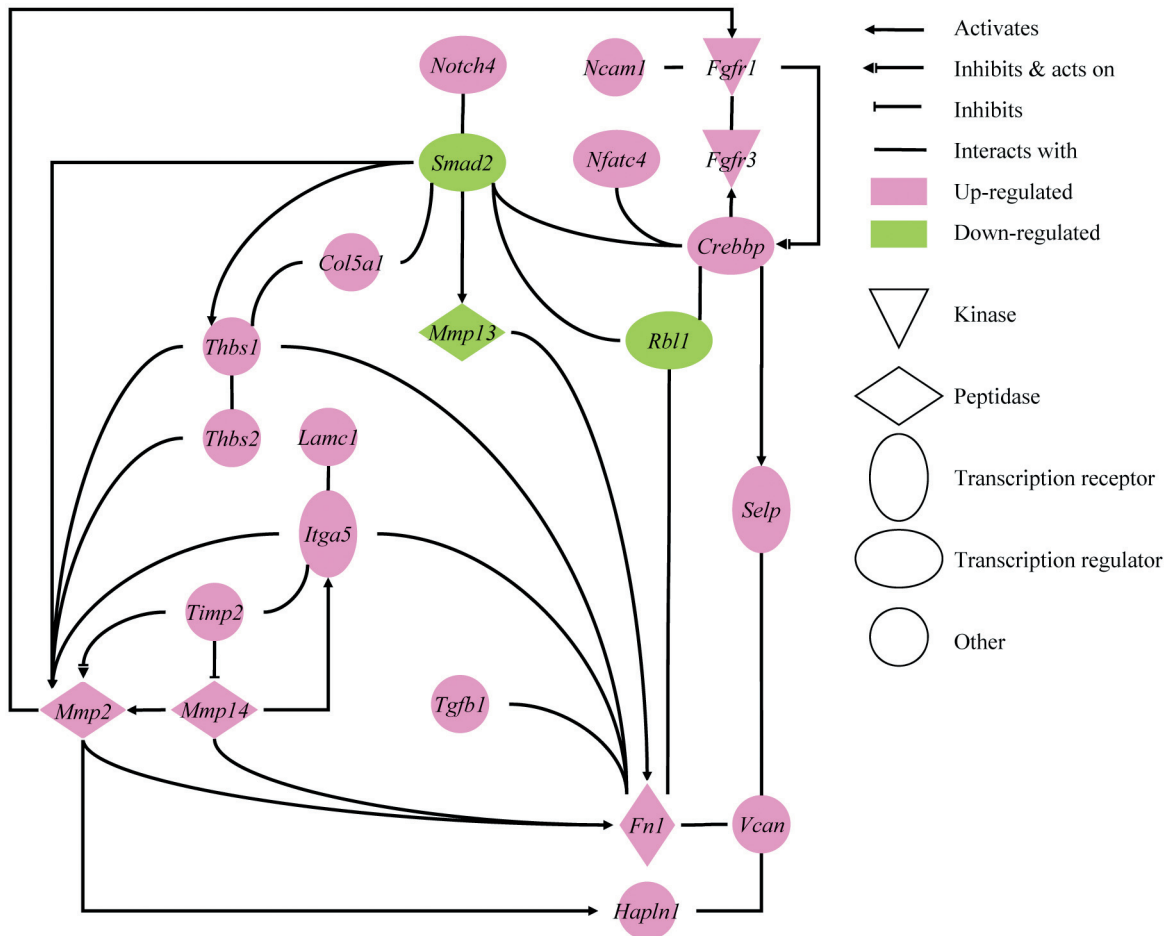 Notch4
Ncam1
Fgfr1
Smad2
Nfatc4
Fgfr3
Col5a1
Crebbp
Thbs1
Mmp13
Rbl1
Thbs2
Lamc1
Selp
Itga5
Timp2
Mmp2
Mmp14
Tgfb1
Fn1
Vcan
Hapln1
Activates
Inhibits & acts on
Inhibits
Interacts with
Up-regulated
Down-regulated
Kinase
Peptidase
Transcription receptor
Transcription regulator
Other